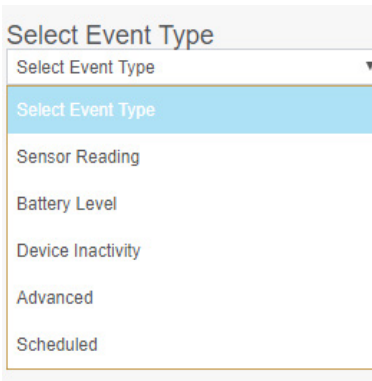 Select Event Type
Select Event Type
Select Event Type
Sensor Reading
Battery Level
Device Inactivity
Advanced
Scheduled